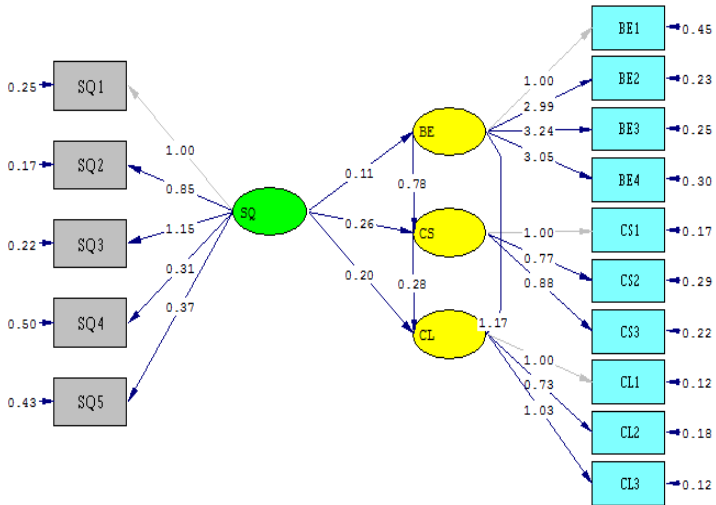 0.25 SQ1
0.17 SQ2
0.22 SQ3
0.50 SQ4
0.43 SQ5
1.00
0.85
1.15
0.31
0.37
SQ
0.11
0.26
0.20
BE
0.78
CS
0.28
CL
1.17
1.00
2.99
3.24
3.05
1.00
0.77
0.88
1.00
0.73
1.03
BE1 0.45
BE2 0.23
BE3 0.25
BE4 0.30
CS1 0.17
CS2 0.29
CS3 0.22
CL1 0.12
CL2 0.18
CL3 0.12